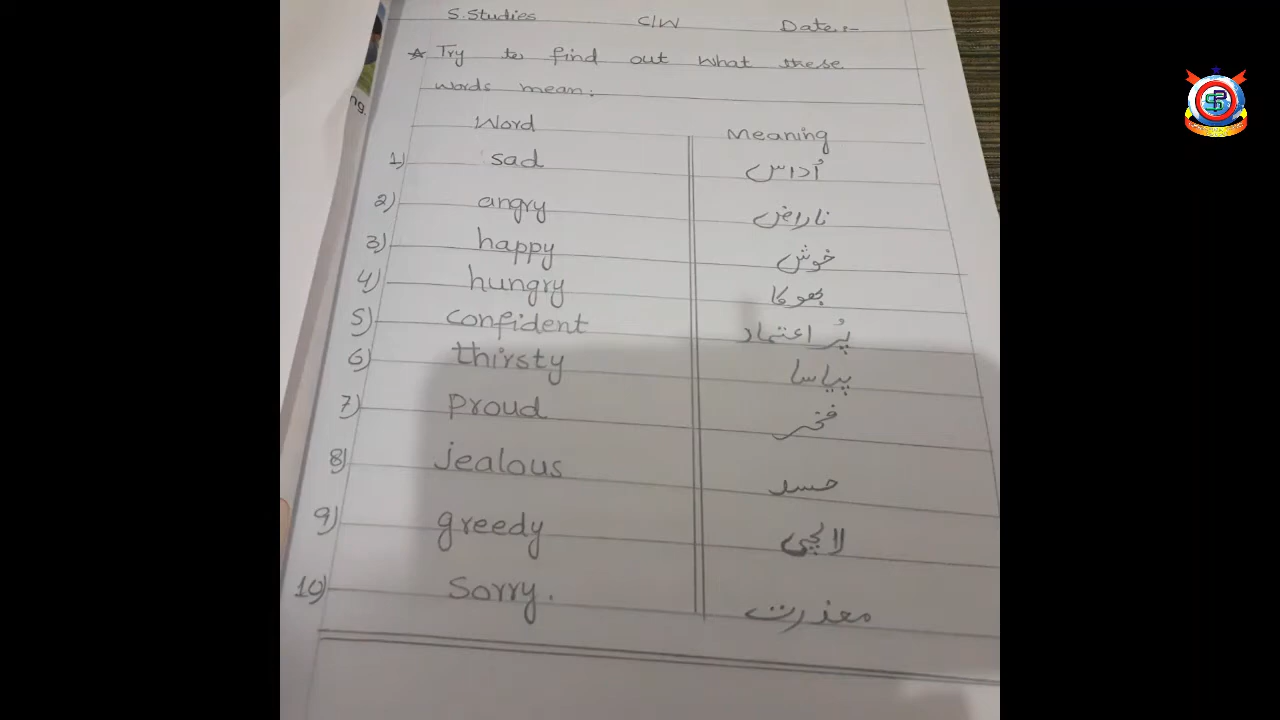 S.Studies C/W Date:-
☆ Try to find out what these
words mean:
Word Meaning
1) sad اُداس
2) angry ناراض
3) happy خوش
4) hungry بھوکا
5) confident پُر اعتماد
6) thirsty پیاسا
7) proud فخر
8) jealous حسد
9) greedy لالچی
10) Sorry. معذرت